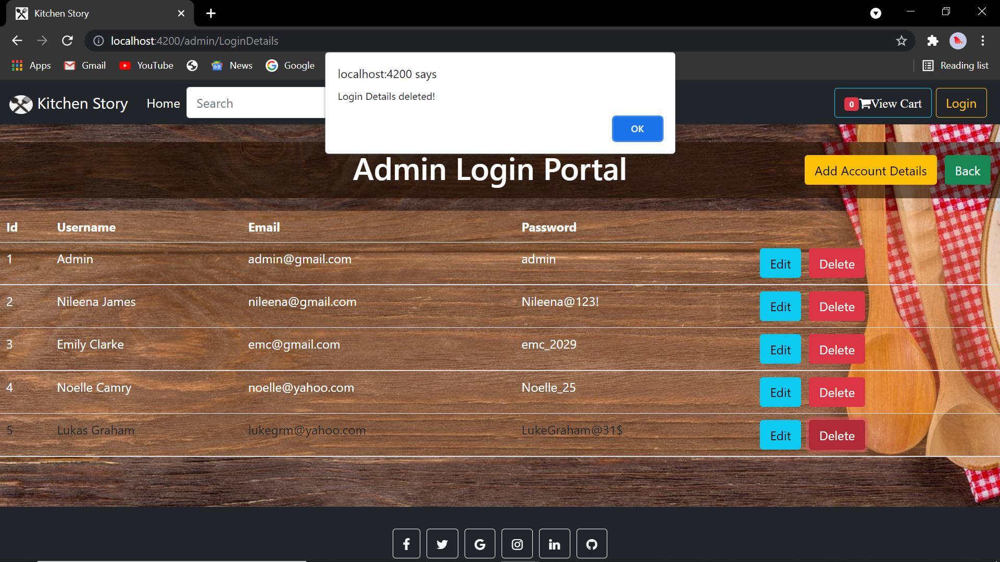 Kitchen Story
localhost:4200/admin/LoginDetails
Apps Gmail YouTube News Google Reading list
localhost:4200 says
Login Details deleted!
OK
Kitchen Story Home Search 0 View Cart Login
Admin Login Portal Add Account Details Back
Id Username Email Password
1 Admin admin@gmail.com admin Edit Delete
2 Nileena James nileena@gmail.com Nileena@123! Edit Delete
3 Emily Clarke emc@gmail.com emc_2029 Edit Delete
4 Noelle Camry noelle@yahoo.com Noelle_25 Edit Delete
5 Lukas Graham lukegrm@yahoo.com LukeGraham@31$ Edit Delete